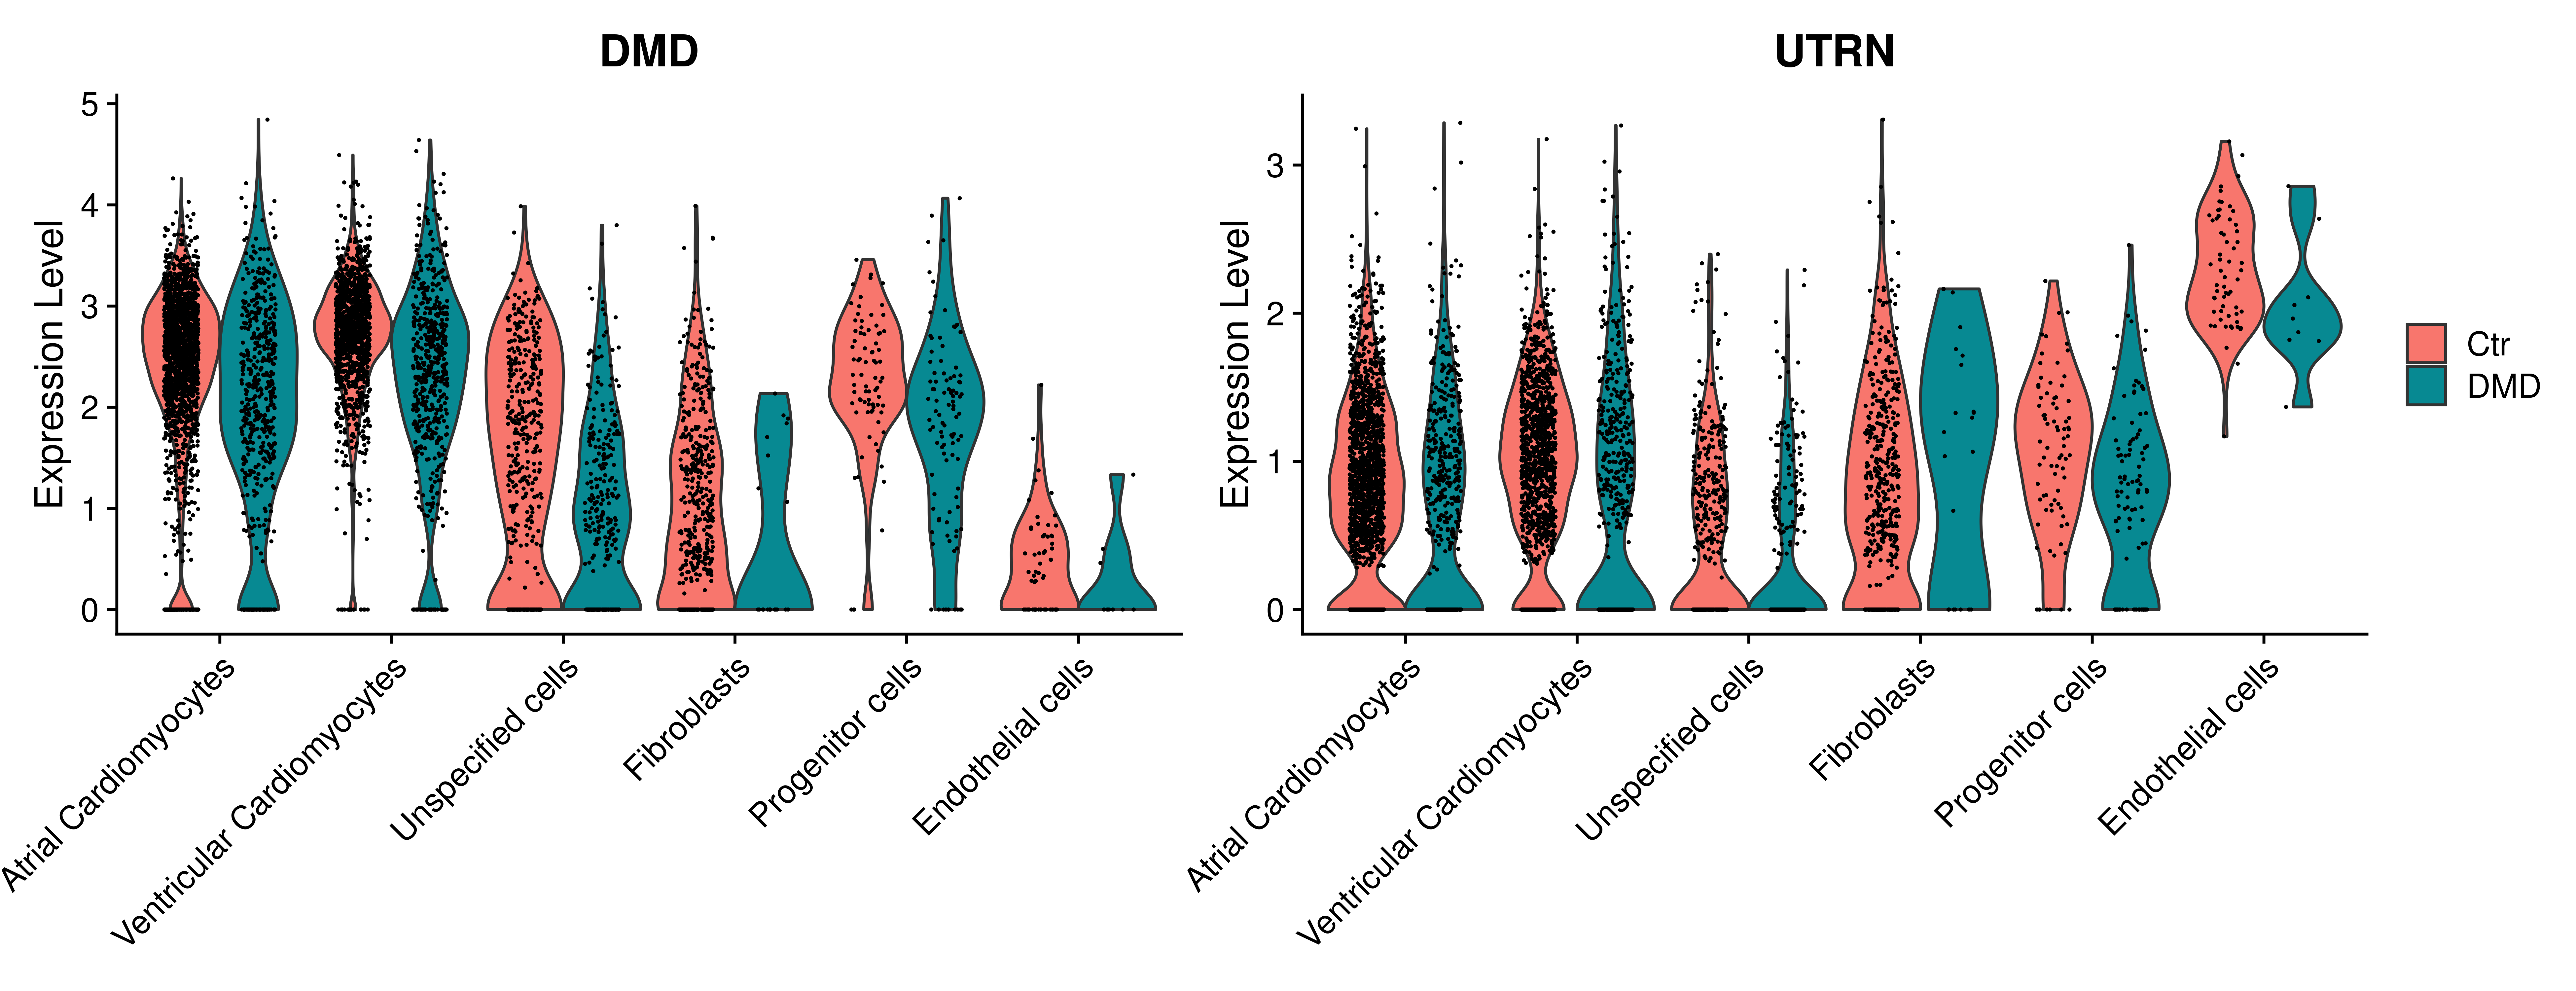 DMD
Expression Level
5
4
3
2
1
0
Atrial Cardiomyocytes
Ventricular Cardiomyocytes
Unspecified cells
Fibroblasts
Progenitor cells
Endothelial cells
UTRN
Expression Level
3
2
1
0
Atrial Cardiomyocytes
Ventricular Cardiomyocytes
Unspecified cells
Fibroblasts
Progenitor cells
Endothelial cells
Ctr
DMD